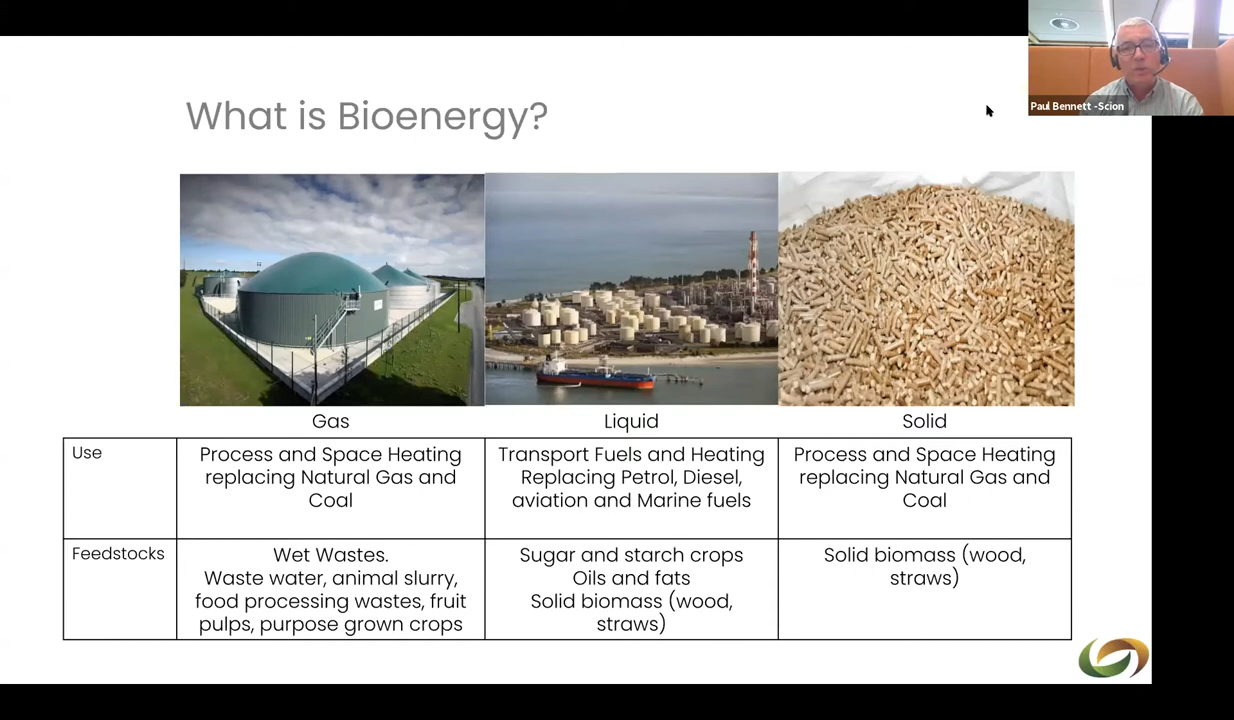 Paul Bennett -Scion
What is Bioenergy?
Gas
Liquid
Solid
Use
Process and Space Heating
replacing Natural Gas and
Coal
Transport Fuels and Heating
Replacing Petrol, Diesel,
aviation and Marine fuels
Process and Space Heating
replacing Natural Gas and
Coal
Feedstocks
Wet Wastes.
Waste water, animal slurry,
food processing wastes, fruit
pulps, purpose grown crops
Sugar and starch crops
Oils and fats
Solid biomass (wood,
straws)
Solid biomass (wood,
straws)